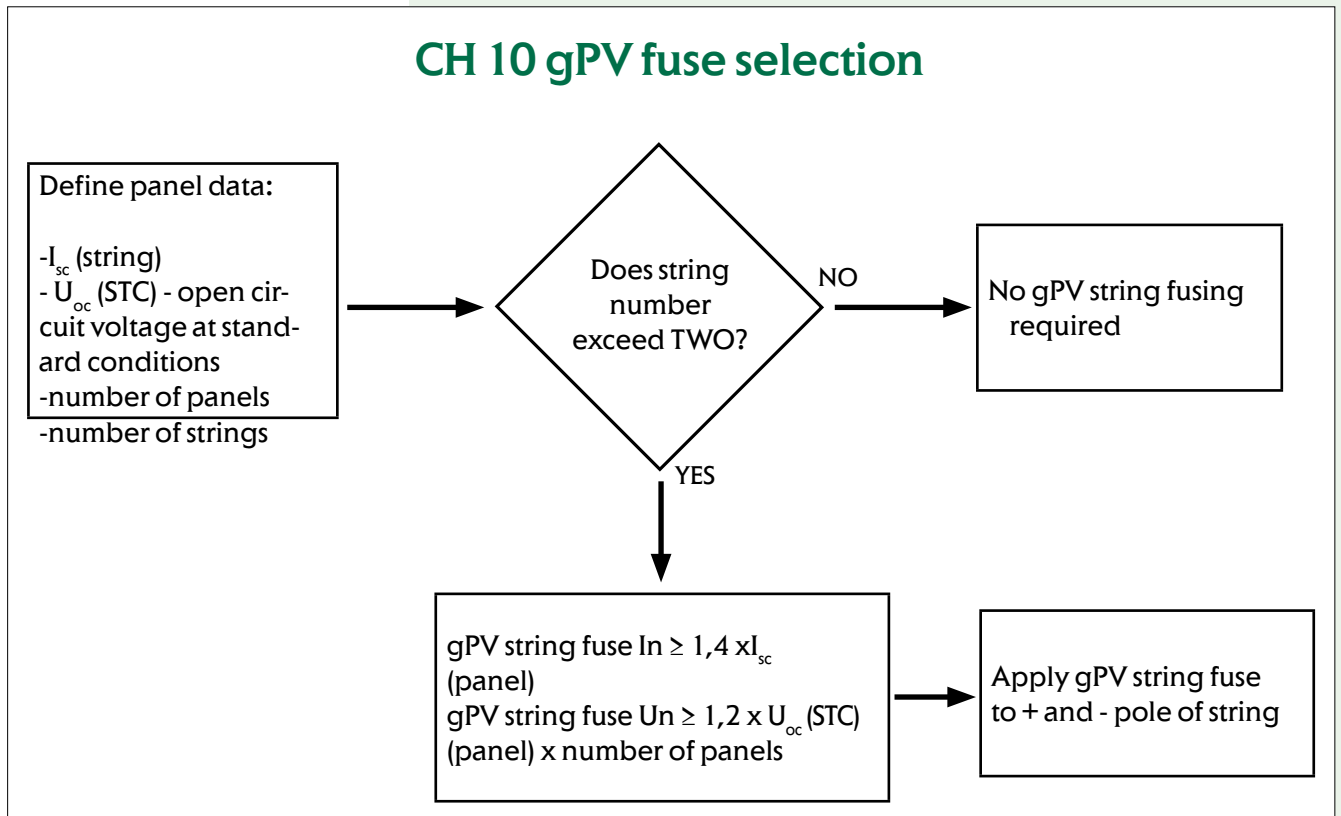 CH 10 gPV fuse selection
Define panel data:
-Isc (string)
- Uoc (STC) - open cir-
cuit voltage at stand-
ard conditions
-number of panels
-number of strings
Does string
number
exceed TWO?
NO
No gPV string fusing
required
YES
gPV string fuse In ≥ 1,4 xIsc
(panel)
gPV string fuse Un ≥ 1,2 x Uoc (STC)
(panel) x number of panels
Apply gPV string fuse
to + and - pole of string